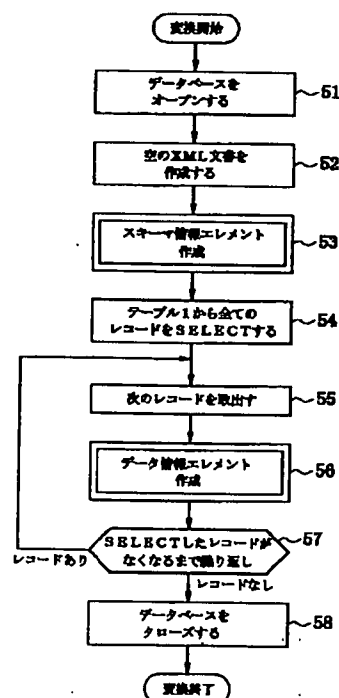 変換開始
データベースを
オープンする
51
空のXML文書を
作成する
52
スキーマ情報エレメント
作成
53
テーブル1から全ての
レコードをSELECTする
54
次のレコードを取出す
55
データ情報エレメント
作成
56
SELECTしたレコードが
なくなるまで繰り返し
57
レコードあり
レコードなし
データベースを
クローズする
58
変換終了